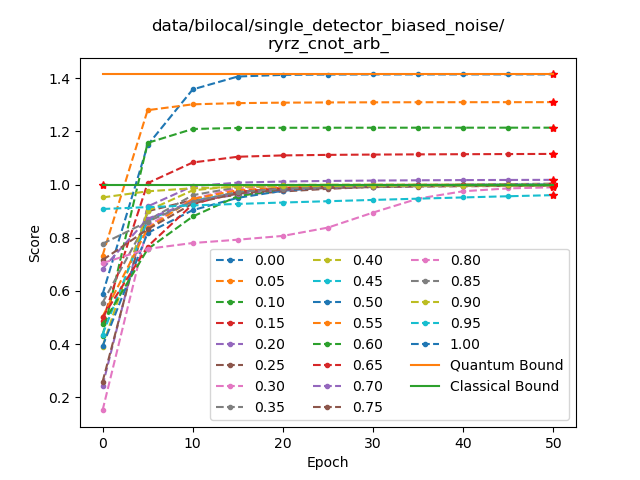 data/bilocal/single_detector_biased_noise/
ryrz_cnot_arb_
Score
1.4
1.2
1.0
0.8
0.6
0.4
0.2
0 10 20 30 40 50
Epoch
0.00 0.40 0.80
0.05 0.45 0.85
0.10 0.50 0.90
0.15 0.55 0.95
0.20 0.60 1.00
0.25 0.65 Quantum Bound
0.30 0.70 Classical Bound
0.35 0.75